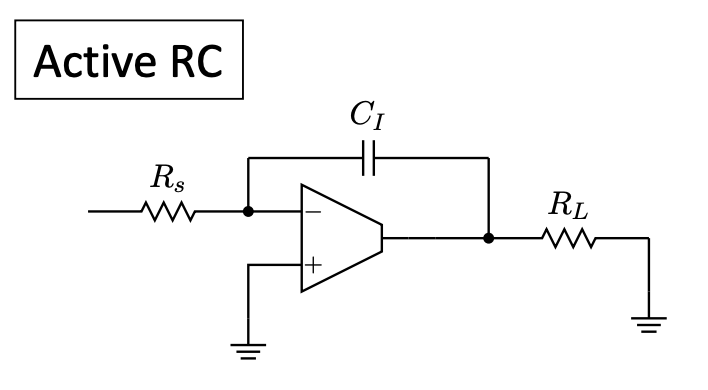 Active RC
C_I
R_s
R_L
−
+